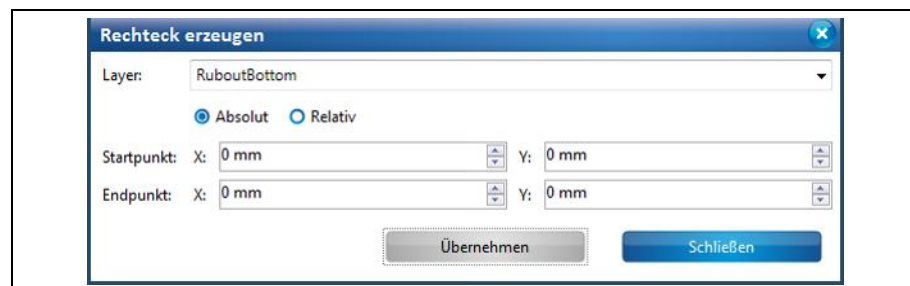 Rechteck erzeugen
Layer: RuboutBottom
Absolut Relativ
Startpunkt: X: 0 mm Y: 0 mm
Endpunkt: X: 0 mm Y: 0 mm
Übernehmen Schließen